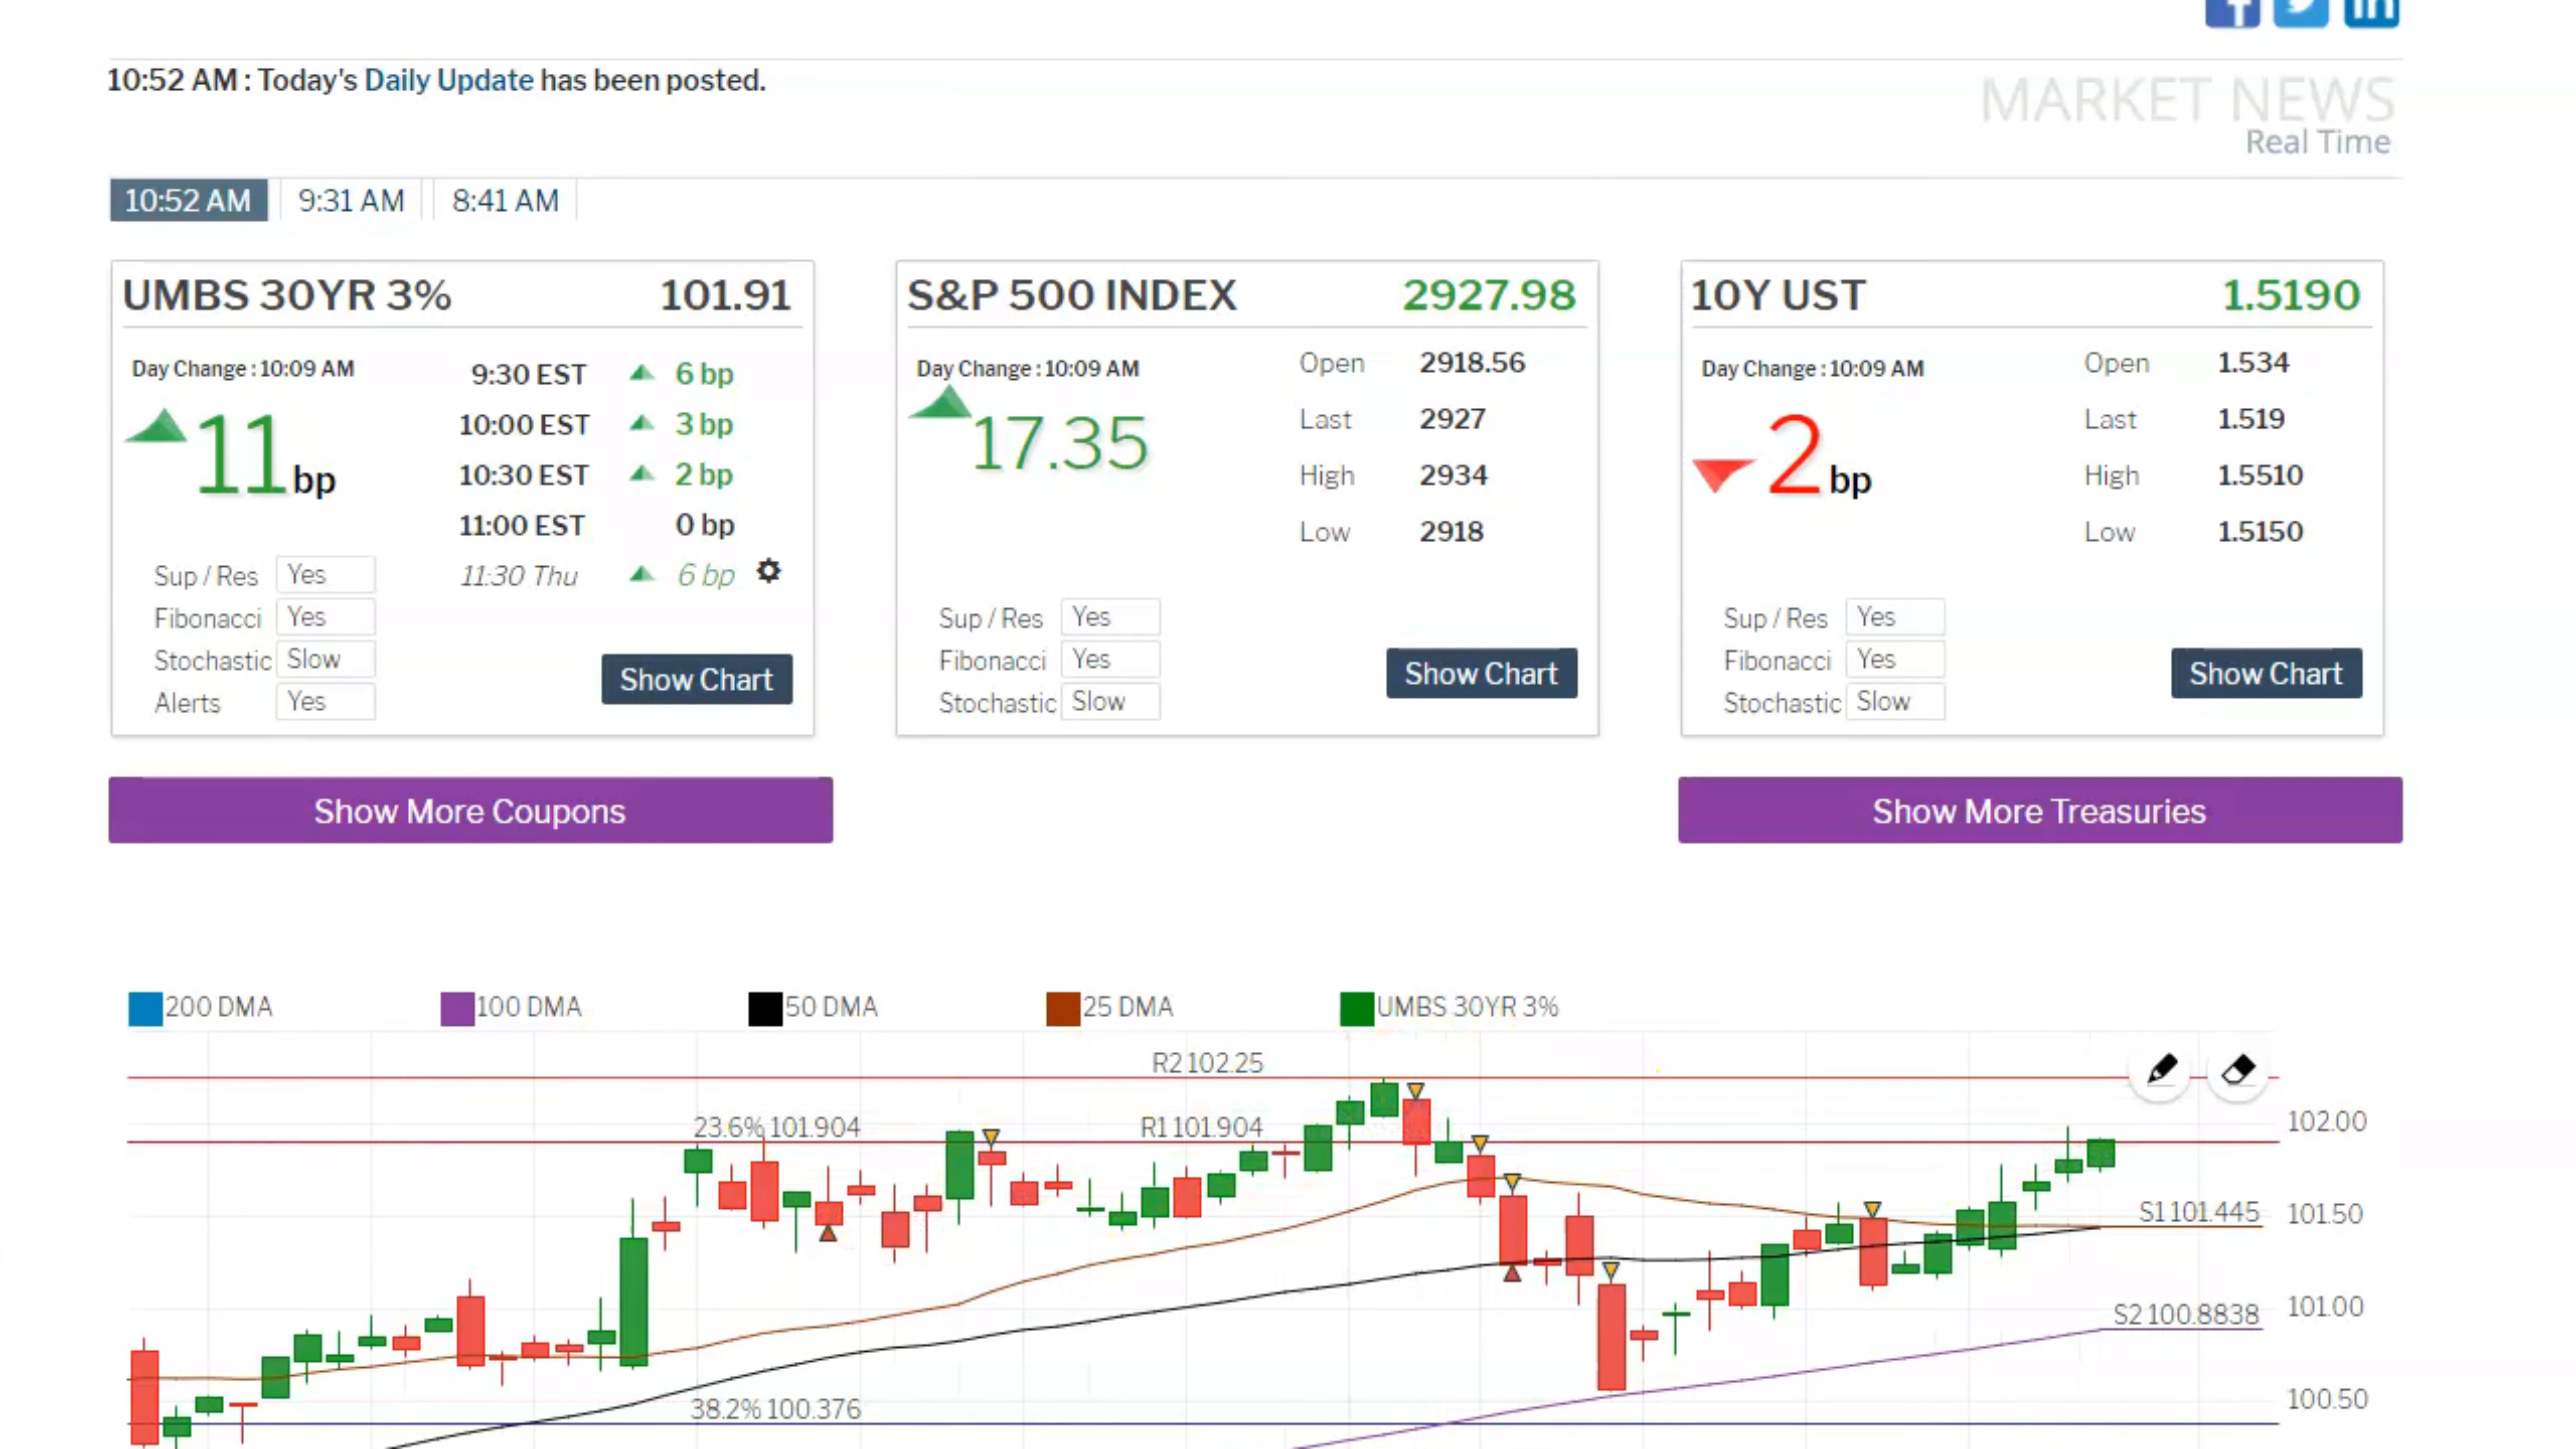 10:52 AM : Today's Daily Update has been posted.
MARKET NEWS
Real Time
10:52 AM 9:31 AM 8:41 AM
UMBS 30YR 3% 101.91
Day Change : 10:09 AM
11 bp
9:30 EST 6 bp
10:00 EST 3 bp
10:30 EST 2 bp
11:00 EST 0 bp
11:30 Thu 6 bp
Sup / Res Yes
Fibonacci Yes
Stochastic Slow
Alerts Yes
Show Chart
S&P 500 INDEX 2927.98
Day Change : 10:09 AM
17.35
Open 2918.56
Last 2927
High 2934
Low 2918
Sup / Res Yes
Fibonacci Yes
Stochastic Slow
Show Chart
10Y UST 1.5190
Day Change : 10:09 AM
2 bp
Open 1.534
Last 1.519
High 1.5510
Low 1.5150
Sup / Res Yes
Fibonacci Yes
Stochastic Slow
Show Chart
Show More Coupons
Show More Treasuries
200 DMA 100 DMA 50 DMA 25 DMA UMBS 30YR 3%
R2 102.25
23.6% 101.904
R1 101.904
102.00
S1 101.445
101.50
S2 100.8838
101.00
38.2% 100.376
100.50